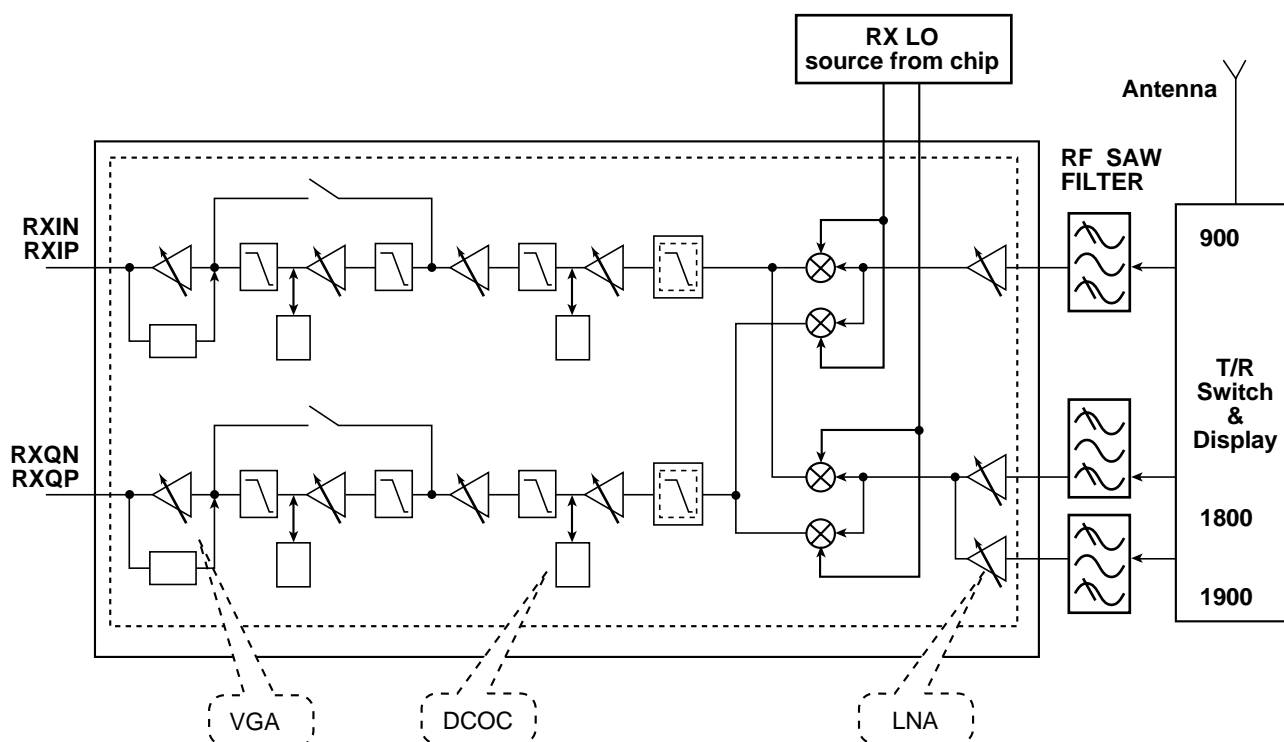 RX LO
source from chip
Antenna
RF SAW
FILTER
RXIN
RXIP
900
T/R
Switch
&
Display
RXQN
RXQP
1800
1900
VGA
DCOC
LNA